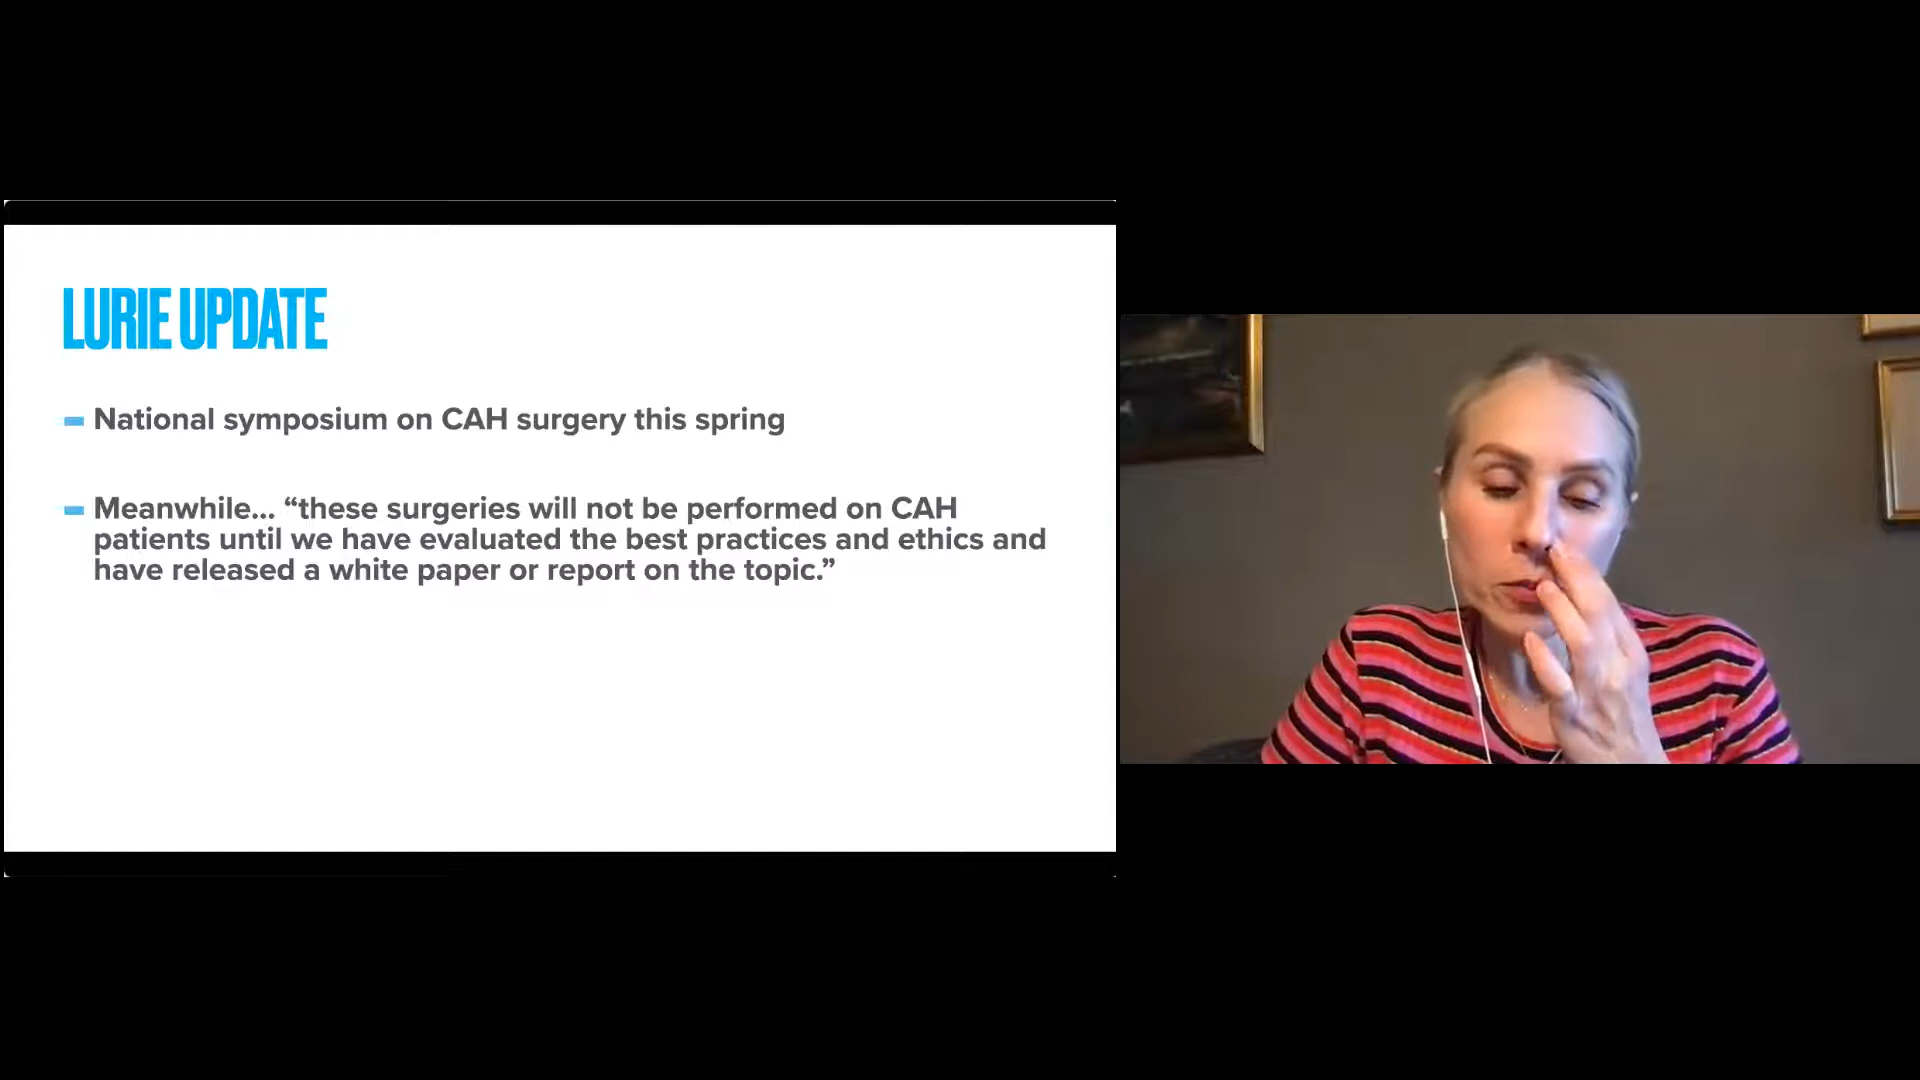 LURIE UPDATE
National symposium on CAH surgery this spring
Meanwhile... “these surgeries will not be performed on CAH
patients until we have evaluated the best practices and ethics and
have released a white paper or report on the topic.”